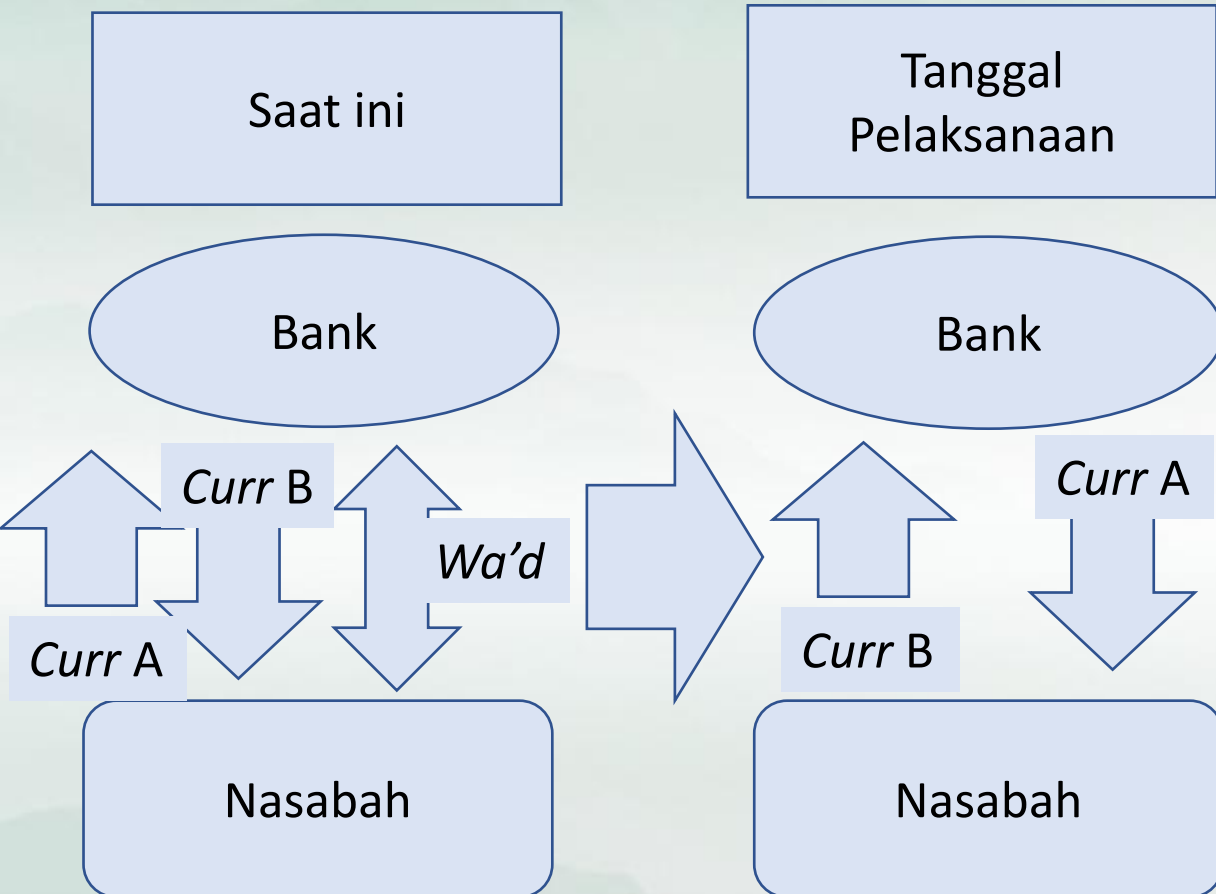 Saat ini
Tanggal
Pelaksanaan
Bank
Bank
Curr B
Wa’d
Curr A
Curr A
Curr B
Nasabah
Nasabah